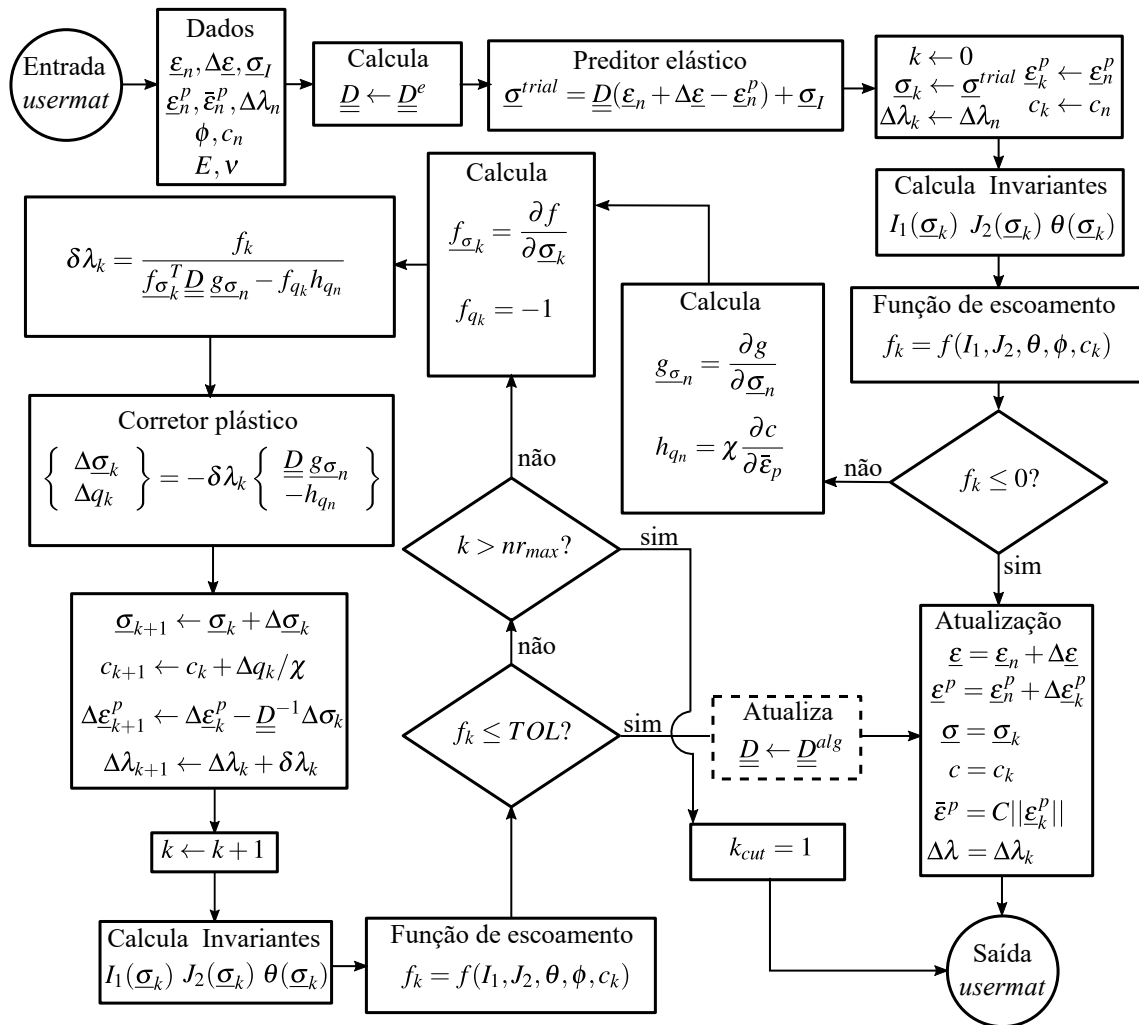 Entrada
usermat
Dados
ε_n, Δε, σ_I
ε_n^p, ε̄_n^p, Δλ_n
ϕ, c_n
E, ν
Calcula
D ← D^e
Preditor elástico
σ^trial = D(ε_n + Δε − ε_n^p) + σ_I
k ← 0
σ_k ← σ^trial ε_k^p ← ε_n^p
Δλ_k ← Δλ_n c_k ← c_n
Calcula Invariantes
I_1(σ_k) J_2(σ_k) θ(σ_k)
Função de escoamento
f_k = f(I_1, J_2, θ, ϕ, c_k)
f_k ≤ 0?
não
sim
Calcula
g_σn = ∂g/∂σ_n
h_qn = χ ∂c/∂ε̄_p
Calcula
f_σk = ∂f/∂σ_k
f_qk = −1
δλ_k = f_k / (f_σk^T D g_σn − f_qk h_qn)
Corretor plástico
{ Δσ_k Δq_k } = −δλ_k { D g_σn −h_qn }
σ_{k+1} ← σ_k + Δσ_k
c_{k+1} ← c_k + Δq_k/χ
Δε_{k+1}^p ← Δε_k^p − D^{−1}Δσ_k
Δλ_{k+1} ← Δλ_k + δλ_k
k ← k + 1
Calcula Invariantes
I_1(σ_k) J_2(σ_k) θ(σ_k)
Função de escoamento
f_k = f(I_1, J_2, θ, ϕ, c_k)
f_k ≤ TOL?
não
sim
k > nr_max?
não
sim
Atualiza
D ← D^alg
k_cut = 1
Atualização
ε = ε_n + Δε
ε^p = ε_n^p + Δε_k^p
σ = σ_k
c = c_k
ε̄^p = C||ε_k^p||
Δλ = Δλ_k
Saída
usermat